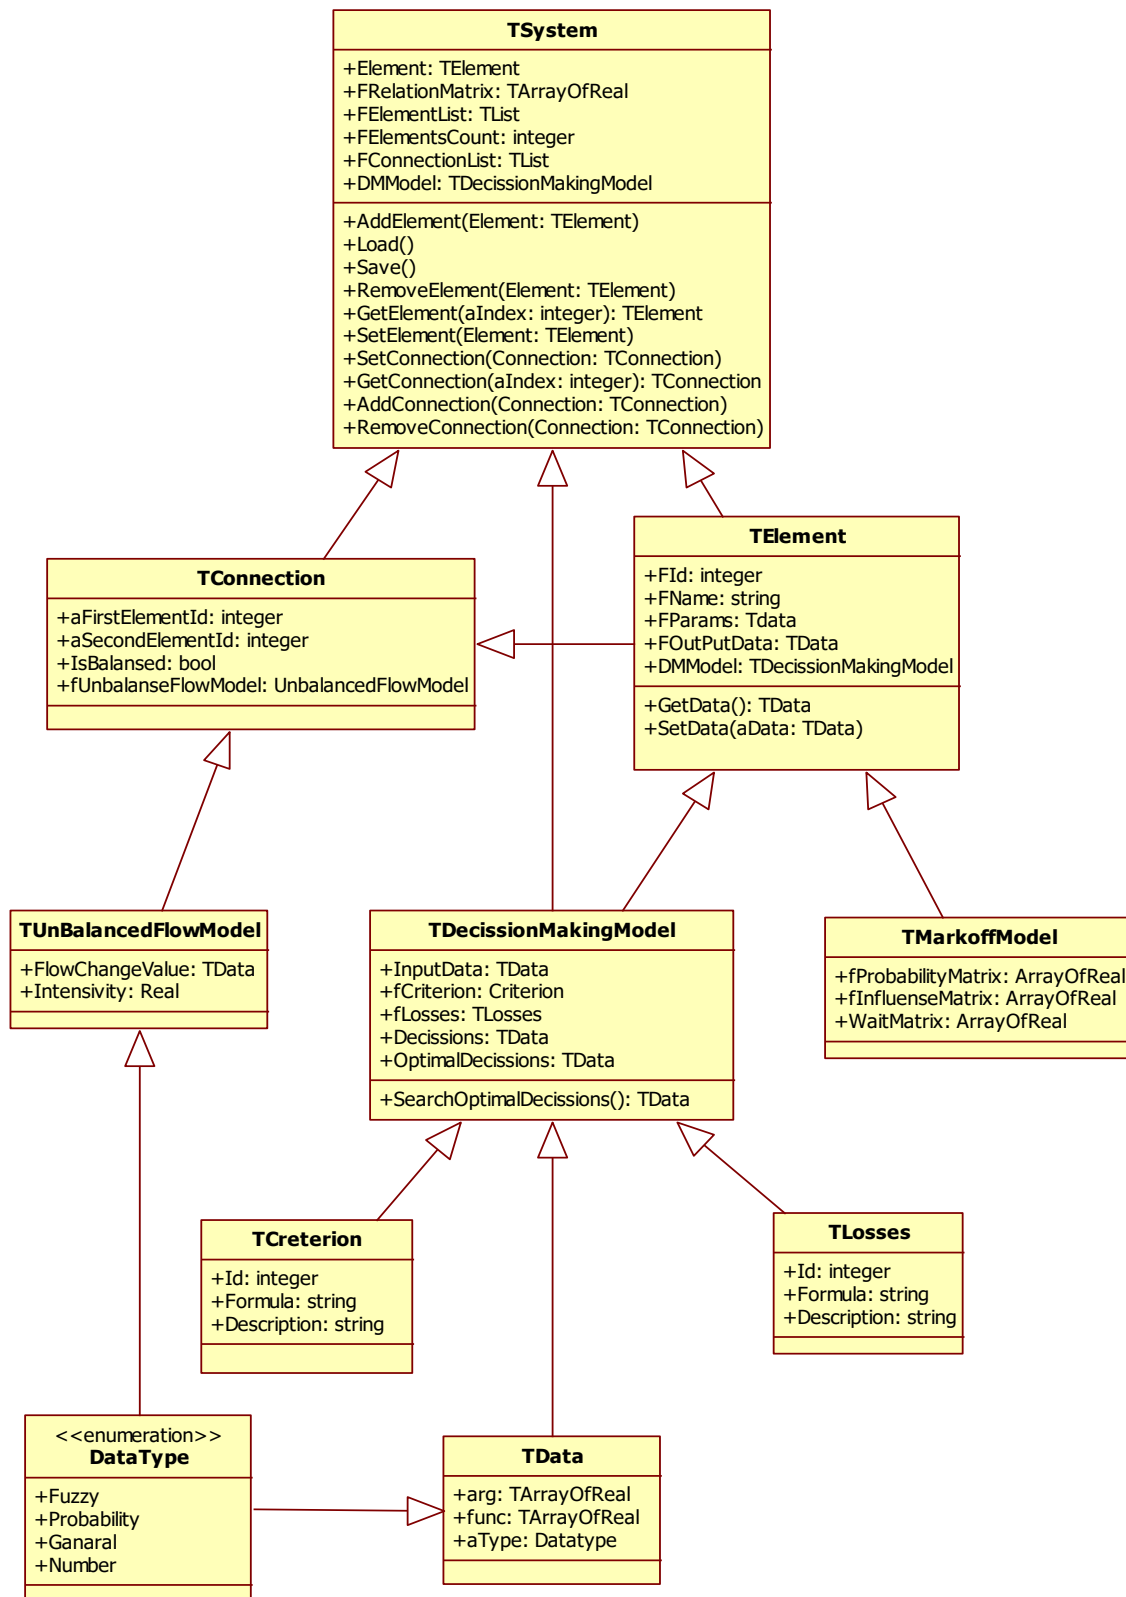 TSystem
+Element: TElement
+FRelationMatrix: TArrayOfReal
+FElementList: TList
+FElementsCount: integer
+FConnectionList: TList
+DMModel: TDecissionMakingModel
+AddElement(Element: TElement)
+Load()
+Save()
+RemoveElement(Element: TElement)
+GetElement(aIndex: integer): TElement
+SetElement(Element: TElement)
+SetConnection(Connection: TConnection)
+GetConnection(aIndex: integer): TConnection
+AddConnection(Connection: TConnection)
+RemoveConnection(Connection: TConnection)
TConnection
+aFirstElementId: integer
+aSecondElementId: integer
+IsBalansed: bool
+fUnbalanseFlowModel: UnbalancedFlowModel
TElement
+FId: integer
+FName: string
+FParams: Tdata
+FOutPutData: TData
+DMModel: TDecissionMakingModel
+GetData(): TData
+SetData(aData: TData)
TUnBalancedFlowModel
+FlowChangeValue: TData
+Intensivity: Real
TDecissionMakingModel
+InputData: TData
+fCriterion: Criterion
+fLosses: TLosses
+Decissions: TData
+OptimalDecissions: TData
+SearchOptimalDecissions(): TData
TMarkoffModel
+fProbabilityMatrix: ArrayOfReal
+fInfluenseMatrix: ArrayOfReal
+WaitMatrix: ArrayOfReal
TCreterion
+Id: integer
+Formula: string
+Description: string
TLosses
+Id: integer
+Formula: string
+Description: string
<<enumeration>>
DataType
+Fuzzy
+Probability
+Ganaral
+Number
TData
+arg: TArrayOfReal
+func: TArrayOfReal
+aType: Datatype